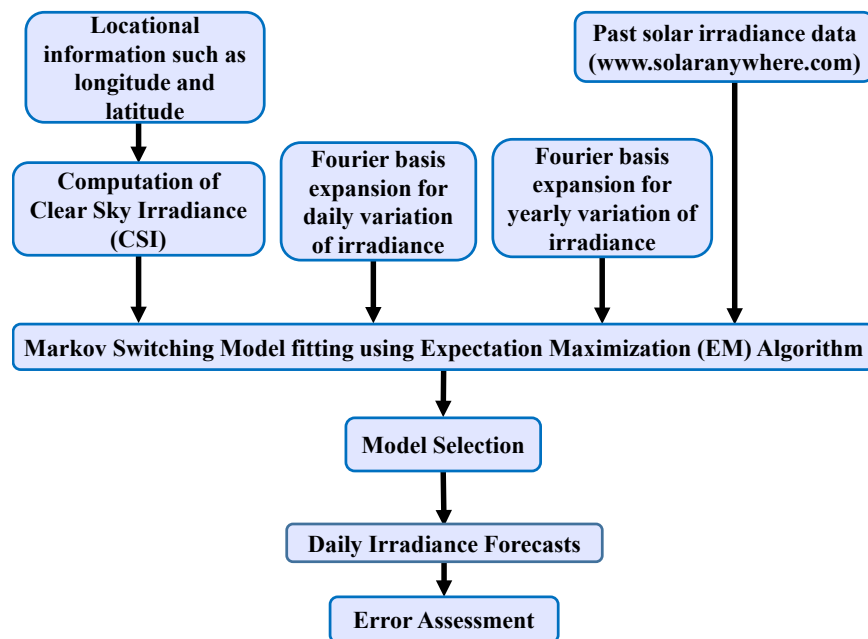 Locational
information such as
longitude and
latitude
Past solar irradiance data
(www.solaranywhere.com)
Computation of
Clear Sky Irradiance
(CSI)
Fourier basis
expansion for
daily variation
of irradiance
Fourier basis
expansion for
yearly variation of
irradiance
Markov Switching Model fitting using Expectation Maximization (EM) Algorithm
Model Selection
Daily Irradiance Forecasts
Error Assessment